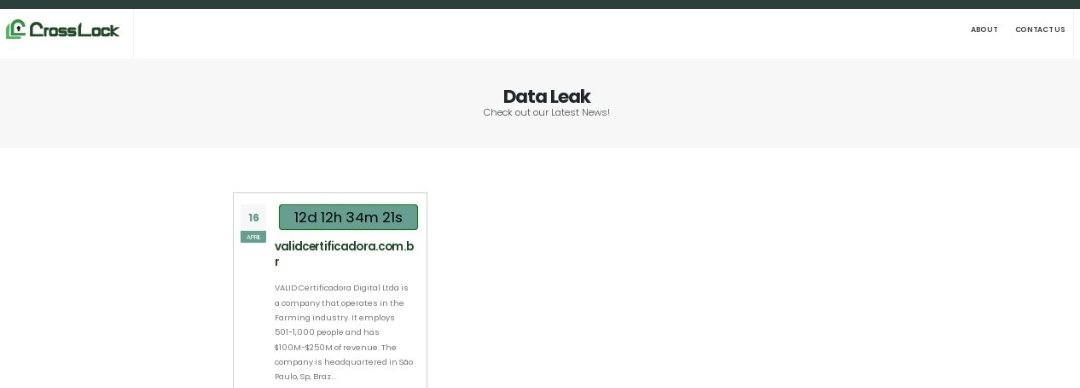 CrossLock
ABOUT CONTACT US
Data Leak
Check out our Latest News!
16
APRIL
12d 12h 34m 21s
validcertificadora.com.b
r
VALID Certificadora Digital Ltda is
a company that operates in the
Farming industry. It employs
501-1,000 people and has
$100M-$250M of revenue. The
company is headquartered in São
Paulo, Sp, Braz...